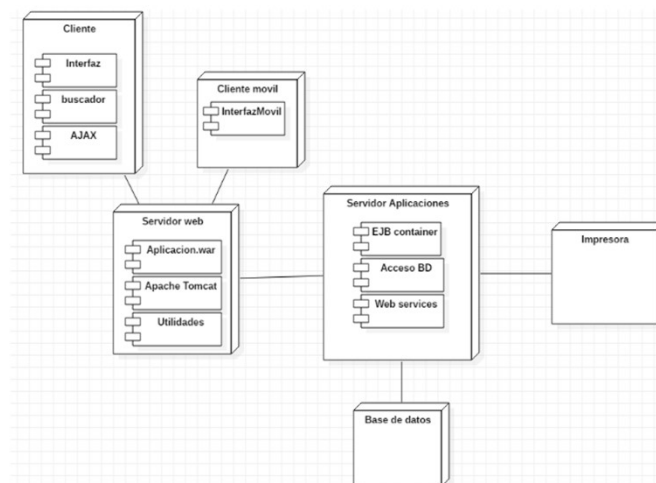 Cliente
Interfaz
buscador
AJAX
Cliente movil
InterfazMovil
Servidor web
Aplicacion.war
Apache Tomcat
Utilidades
Servidor Aplicaciones
EJB container
Acceso BD
Web services
Impresora
Base de datos